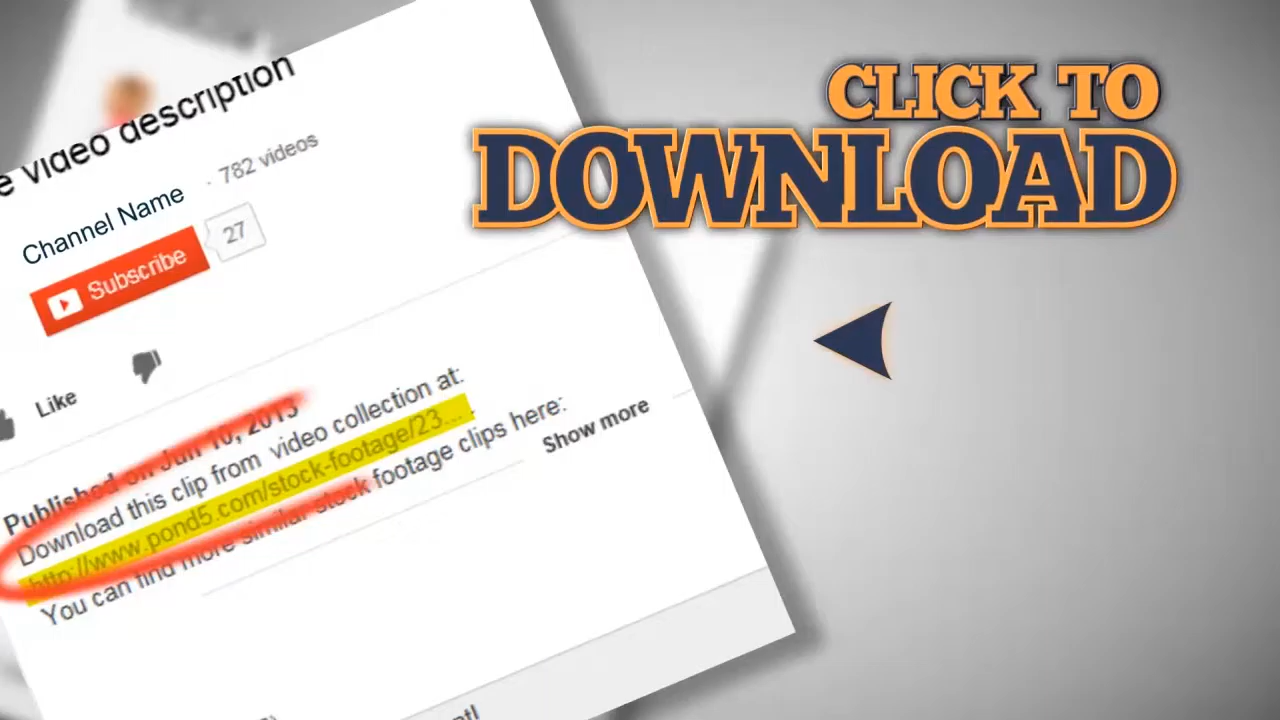 CLICK TO
DOWNLOAD
video description
Channel Name · 782 videos
Subscribe 27
Like
Published on Jun 10, 2013
Download this clip from video collection at:
http://www.pond5.com/stock-footage/23...
You can find more similar stock footage clips here:
Show more